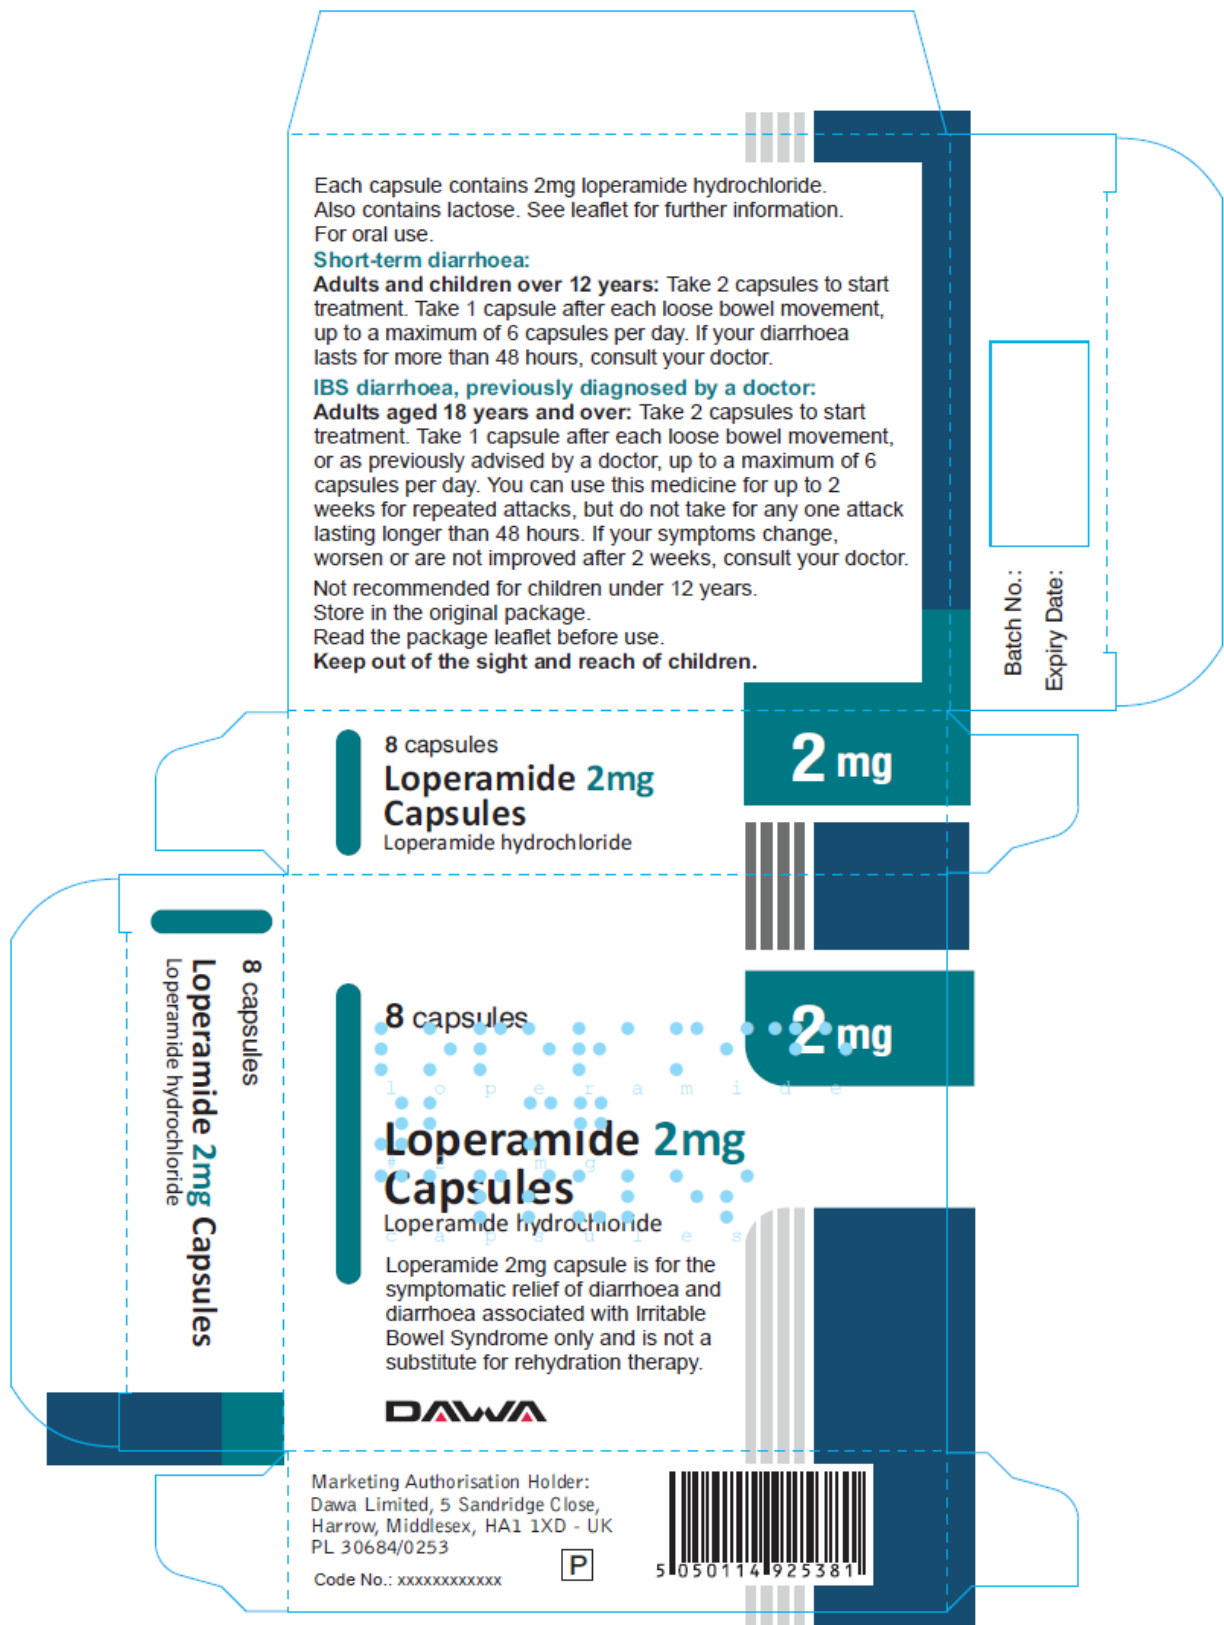 Each capsule contains 2mg loperamide hydrochloride.
Also contains lactose. See leaflet for further information.
For oral use.
Short-term diarrhoea:
Adults and children over 12 years: Take 2 capsules to start
treatment. Take 1 capsule after each loose bowel movement,
up to a maximum of 6 capsules per day. If your diarrhoea
lasts for more than 48 hours, consult your doctor.
IBS diarrhoea, previously diagnosed by a doctor:
Adults aged 18 years and over: Take 2 capsules to start
treatment. Take 1 capsule after each loose bowel movement,
or as previously advised by a doctor, up to a maximum of 6
capsules per day. You can use this medicine for up to 2
weeks for repeated attacks, but do not take for any one attack
lasting longer than 48 hours. If your symptoms change,
worsen or are not improved after 2 weeks, consult your doctor.
Not recommended for children under 12 years.
Store in the original package.
Read the package leaflet before use.
Keep out of the sight and reach of children.
Batch No.:
Expiry Date:
8 capsules
Loperamide 2mg
Capsules
Loperamide hydrochloride
2 mg
8 capsules
Loperamide 2mg Capsules
Loperamide hydrochloride
8 capsules
2 mg
loperamide
Loperamide 2mg
# 2 mg
Capsules
Loperamide hydrochloride
capsules
Loperamide 2mg capsule is for the
symptomatic relief of diarrhoea and
diarrhoea associated with Irritable
Bowel Syndrome only and is not a
substitute for rehydration therapy.
DAWA
Marketing Authorisation Holder:
Dawa Limited, 5 Sandridge Close,
Harrow, Middlesex, HA1 1XD - UK
PL 30684/0253
P
Code No.: xxxxxxxxxxxx
5 050114 925381